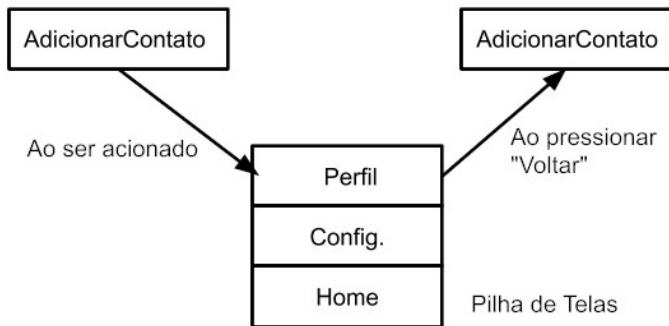 AdicionarContato
AdicionarContato
Ao ser acionado
Ao pressionar
"Voltar"
Perfil
Config.
Home
Pilha de Telas